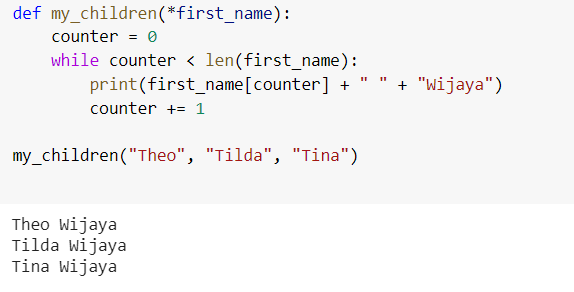 def my_children(*first_name):
    counter = 0
    while counter < len(first_name):
        print(first_name[counter] + " " + "Wijaya")
        counter += 1

my_children("Theo", "Tilda", "Tina")

Theo Wijaya
Tilda Wijaya
Tina Wijaya